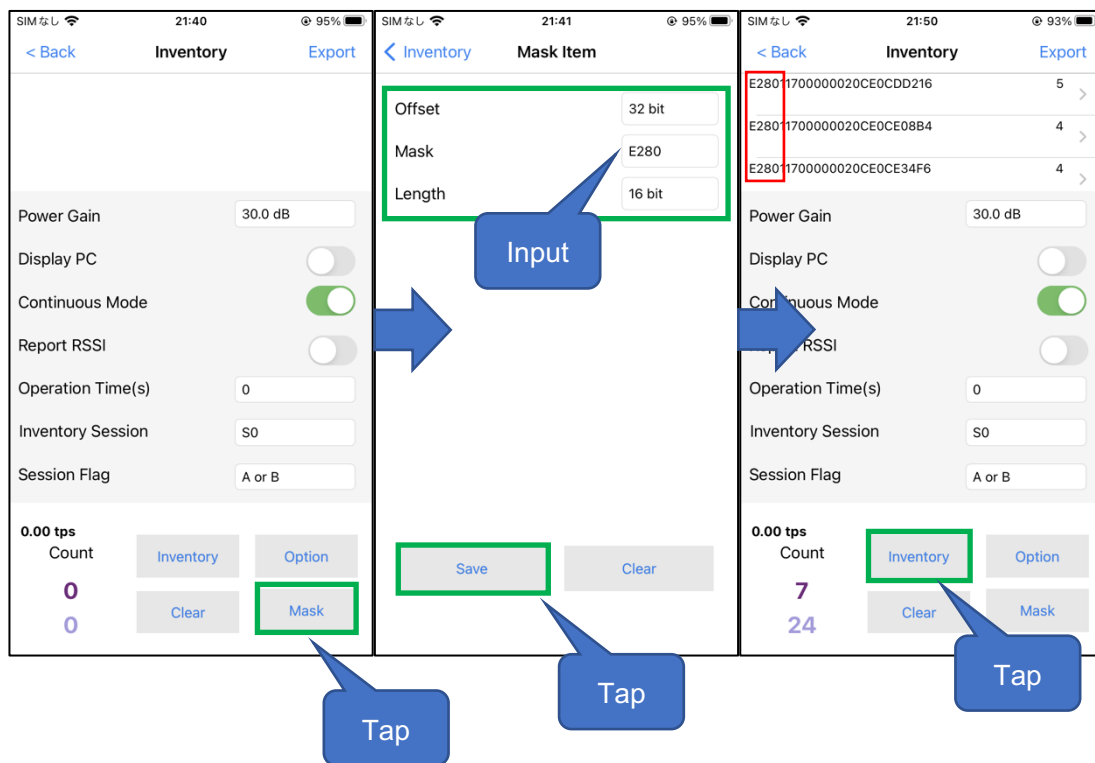 SIMなし 21:40 95%
< Back Inventory Export
Power Gain 30.0 dB
Display PC
Continuous Mode
Report RSSI
Operation Time(s) 0
Inventory Session S0
Session Flag A or B
0.00 tps
Count Inventory Option
0
Clear Mask
0
Tap
SIMなし 21:41 95%
Inventory Mask Item
Offset 32 bit
Mask E280
Length 16 bit
Input
Save Clear
Tap
SIMなし 21:50 93%
< Back Inventory Export
E28011700000020CE0CDD216 5
E28011700000020CE0CE08B4 4
E28011700000020CE0CE34F6 4
Power Gain 30.0 dB
Display PC
Continuous Mode
RSSI
Operation Time(s) 0
Inventory Session S0
Session Flag A or B
0.00 tps
Count Inventory Option
7
Clear Mask
24
Tap